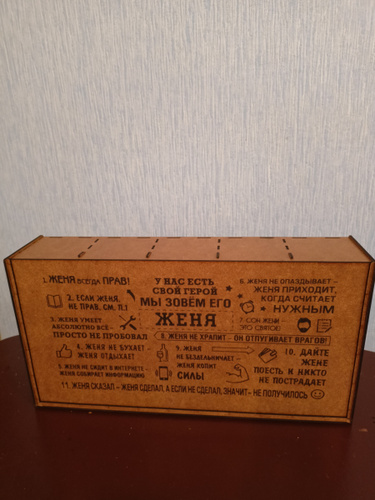 1. ЖЕНЯ ВСЕГДА ПРАВ!
2. ЕСЛИ ЖЕНЯ,
НЕ ПРАВ, СМ. П.1
3. ЖЕНЯ УМЕЕТ
АБСОЛЮТНО ВСЁ -
ПРОСТО НЕ ПРОБОВАЛ
4. ЖЕНЯ НЕ БУХАЕТ -
ЖЕНЯ ОТДЫХАЕТ
5. ЖЕНЯ НЕ СИДИТ В ИНТЕРНЕТЕ -
ЖЕНЯ СОБИРАЕТ ИНФОРМАЦИЮ
У НАС ЕСТЬ
СВОЙ ГЕРОЙ
МЫ ЗОВЁМ ЕГО
ЖЕНЯ
6. ЖЕНЯ НЕ ОПАЗДЫВАЕТ -
ЖЕНЯ ПРИХОДИТ,
КОГДА СЧИТАЕТ
НУЖНЫМ
7. СОН ЖЕНИ -
ЭТО СВЯТОЕ!
8. ЖЕНЯ НЕ ХРАПИТ - ОН ОТПУГИВАЕТ ВРАГОВ!
9. ЖЕНЯ
НЕ БЕЗДЕЛЬНИЧАЕТ -
ЖЕНЯ КОПИТ
СИЛЫ
10. ДАЙТЕ
ЖЕНЕ
ПОЕСТЬ И НИКТО
НЕ ПОСТРАДАЕТ
11. ЖЕНЯ СКАЗАЛ - ЖЕНЯ СДЕЛАЛ, А ЕСЛИ НЕ СДЕЛАЛ, ЗНАЧИТ- НЕ ПОЛУЧИЛОСЬ